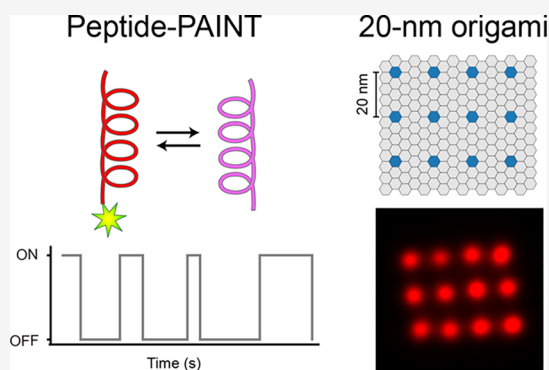 Peptide-PAINT
20-nm origami
20 nm
ON
OFF
Time (s)